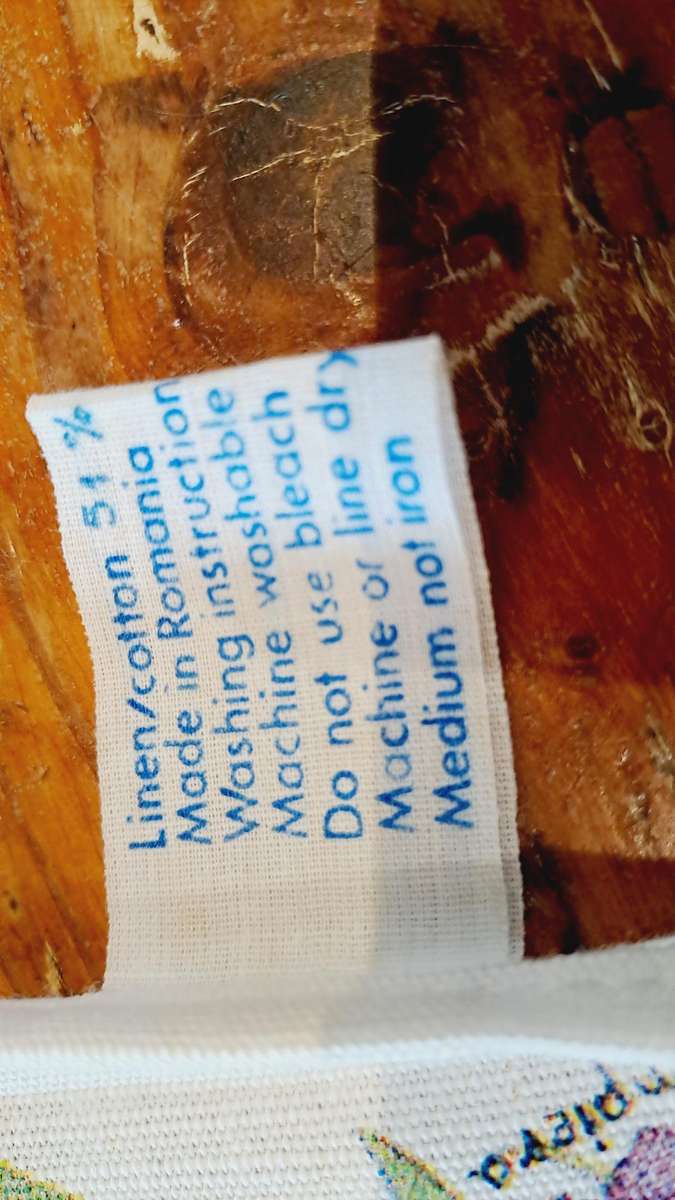 Linen/cotton 51 %
Made in Romania
Washing instruction
Machine washable
Do not use bleach
Machine or line dry
Medium not iron